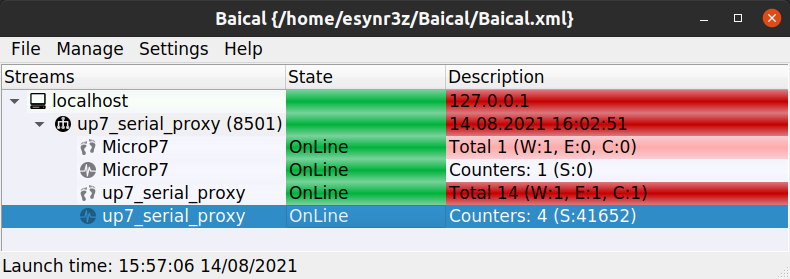 Baical {/home/esynr3z/Baical/Baical.xml}
File Manage Settings Help
Streams State Description
localhost 127.0.0.1
up7_serial_proxy (8501) 14.08.2021 16:02:51
MicroP7 OnLine Total 1 (W:1, E:0, C:0)
MicroP7 OnLine Counters: 1 (S:0)
up7_serial_proxy OnLine Total 14 (W:1, E:1, C:1)
up7_serial_proxy OnLine Counters: 4 (S:41652)
Launch time: 15:57:06 14/08/2021